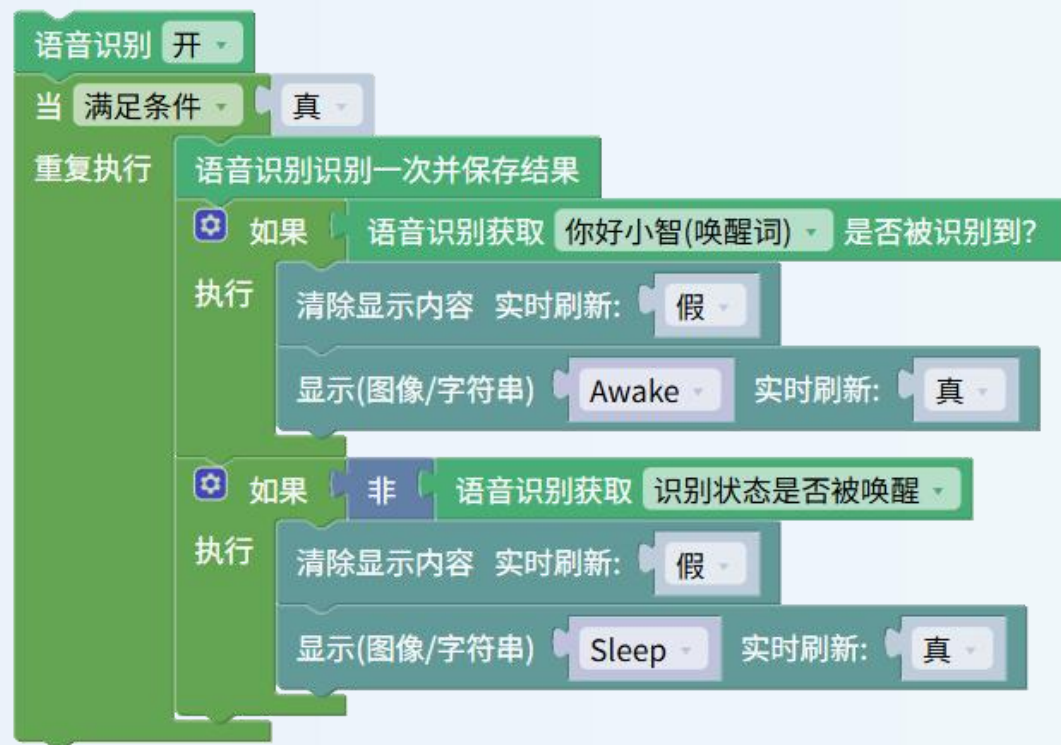 语音识别 开
当 满足条件 真
重复执行 语音识别识别一次并保存结果
如果 语音识别获取 你好小智(唤醒词) 是否被识别到?
执行 清除显示内容 实时刷新: 假
显示(图像/字符串) Awake 实时刷新: 真
如果 非 语音识别获取 识别状态是否被唤醒
执行 清除显示内容 实时刷新: 假
显示(图像/字符串) Sleep 实时刷新: 真